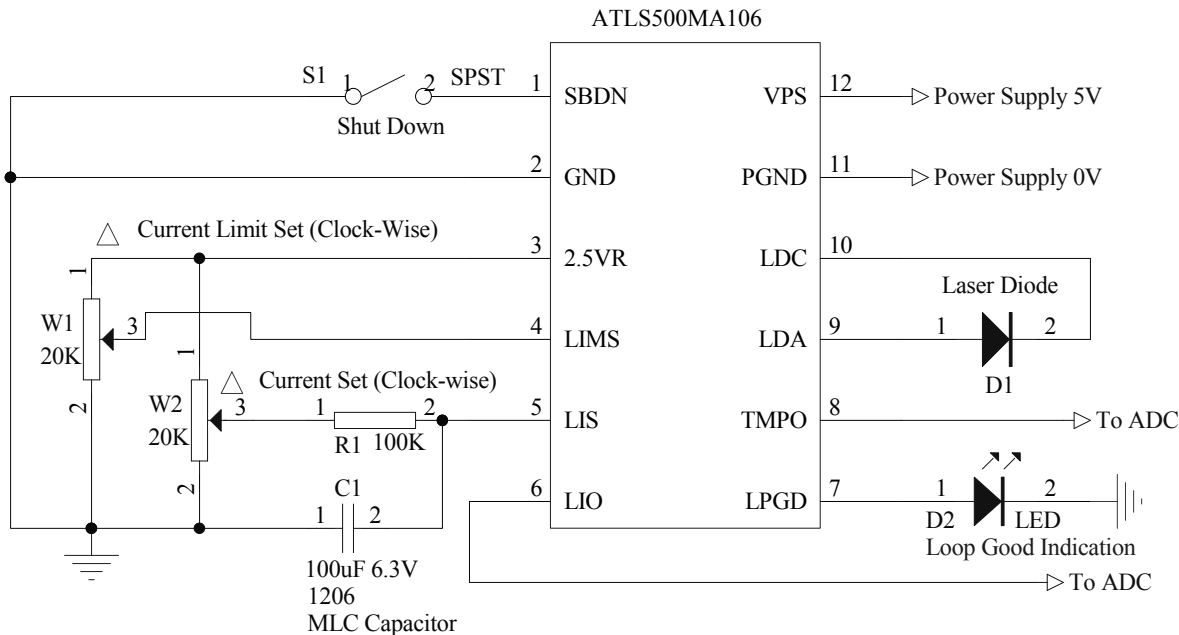 ATLS500MA106
S1 1 2 SPST
Shut Down
1 SBDN
VPS 12
Power Supply 5V
2 GND
PGND 11
Power Supply 0V
Current Limit Set (Clock-Wise)
3 2.5VR
LDC 10
1
W1
20K
3
2
4 LIMS
Laser Diode
LDA 9
1 2
D1
1
Current Set (Clock-wise)
W2
20K
3
2
1 2
R1 100K
5 LIS
TMPO 8
To ADC
C1
1 2
100uF 6.3V
1206
MLC Capacitor
6 LIO
LPGD 7
1 2
D2 LED
Loop Good Indication
To ADC